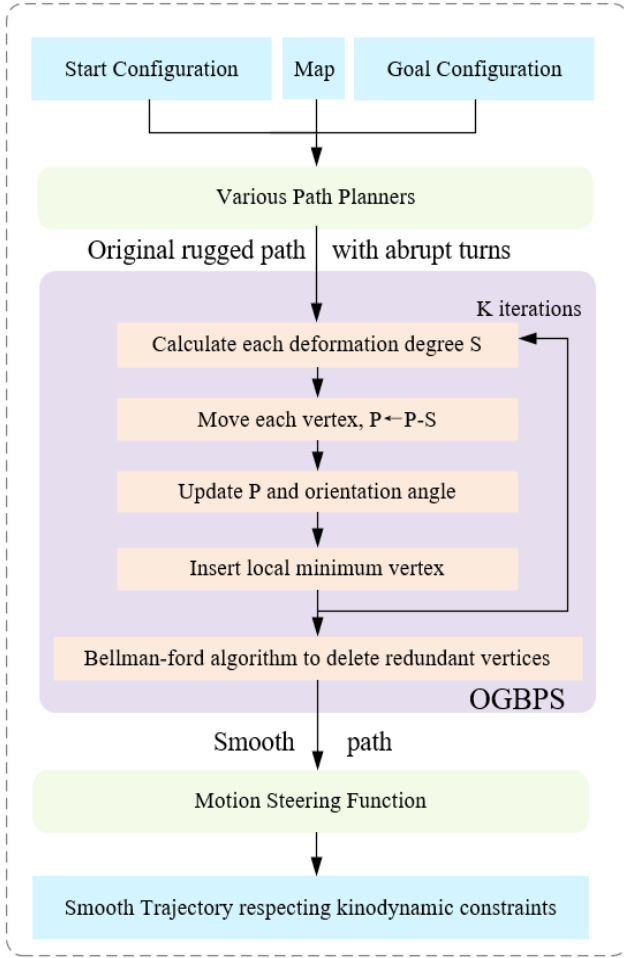 Start Configuration
Map
Goal Configuration
Various Path Planners
Original rugged path with abrupt turns
K iterations
Calculate each deformation degree S
Move each vertex, P←P-S
Update P and orientation angle
Insert local minimum vertex
Bellman-ford algorithm to delete redundant vertices
OGBPS
Smooth path
Motion Steering Function
Smooth Trajectory respecting kinodynamic constraints